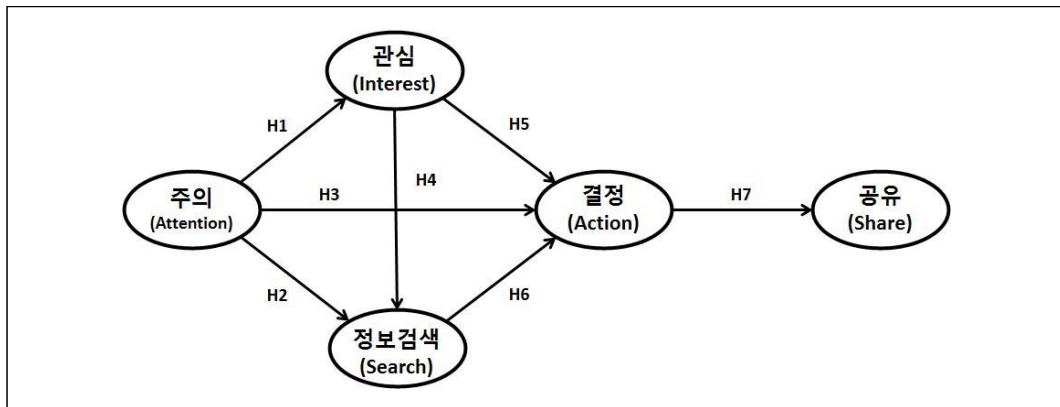 관심
(Interest)
H1
H5
주의
(Attention)
H3
H4
결정
(Action)
H7
공유
(Share)
H2
H6
정보검색
(Search)